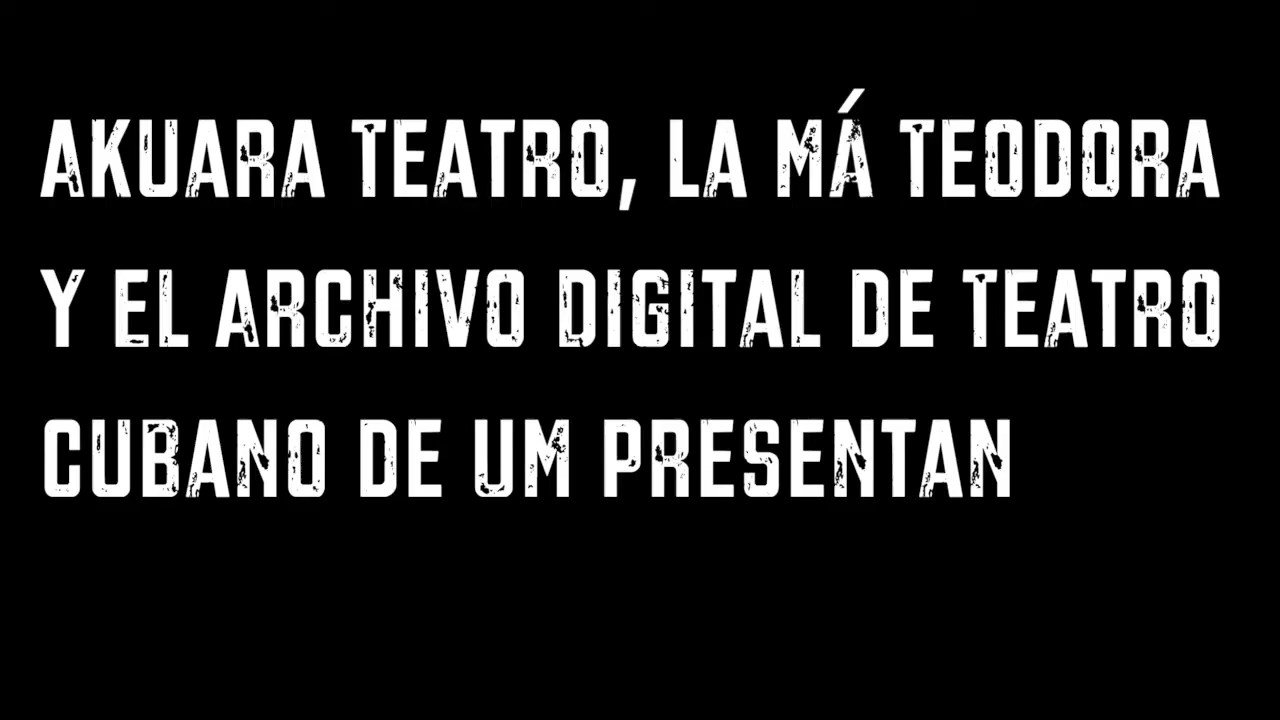 AKUARA TEATRO, LA MÁ TEODORA
Y EL ARCHIVO DIGITAL DE TEATRO
CUBANO DE UM PRESENTAN